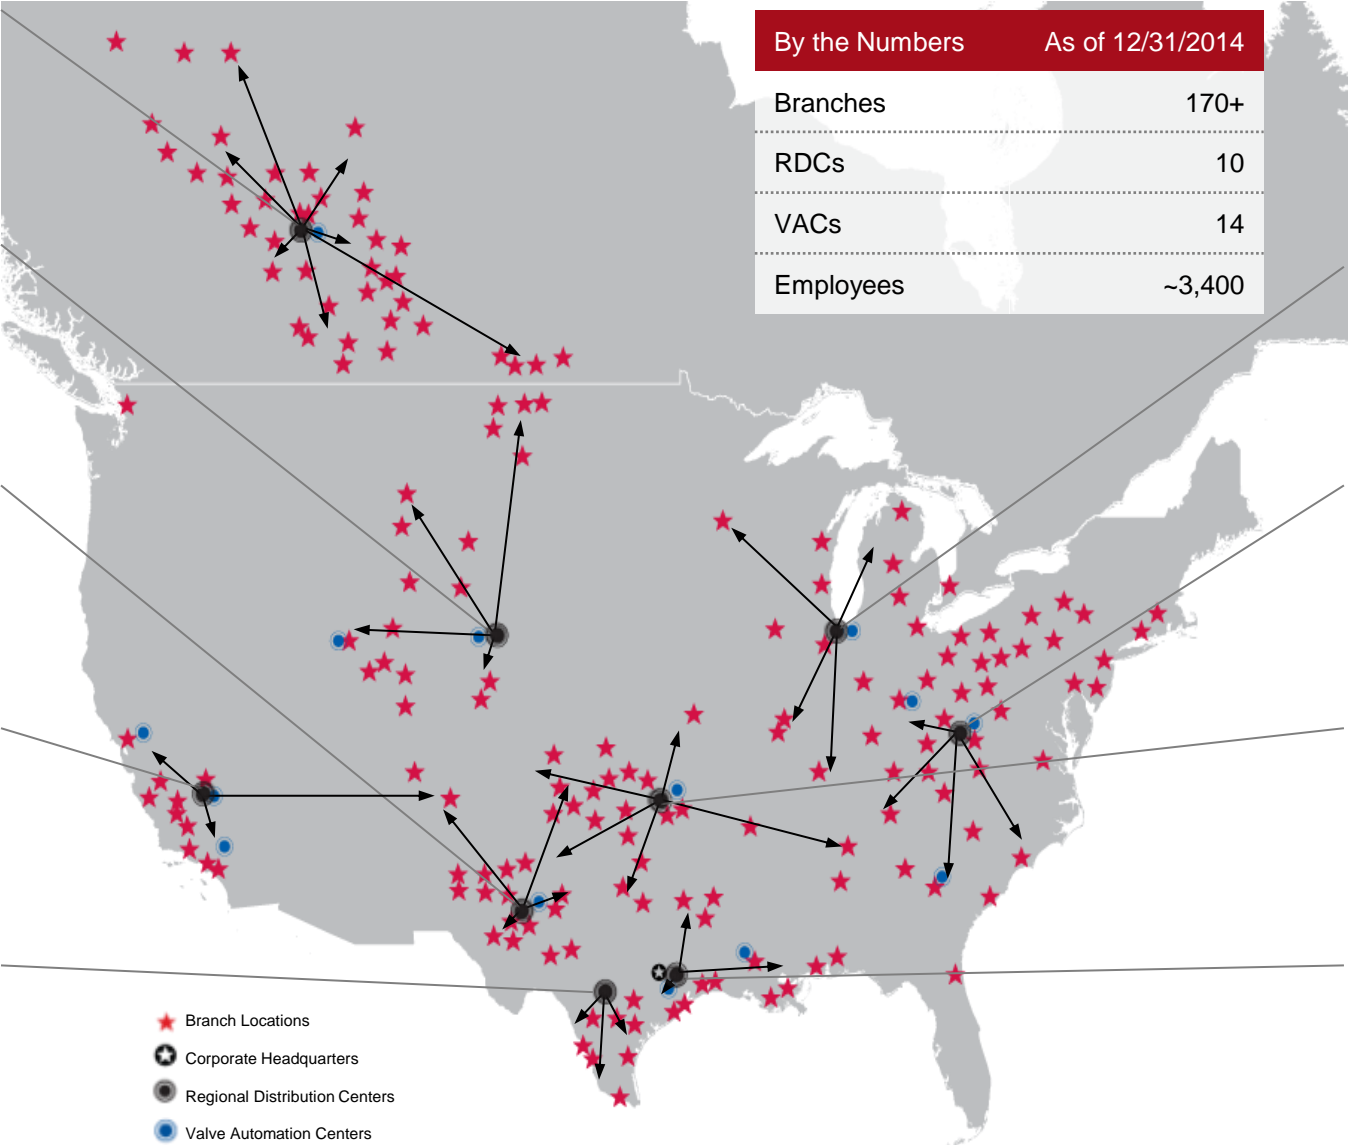 By the Numbers As of 12/31/2014
Branches 170+
RDCs 10
VACs 14
Employees ~3,400
Branch Locations
Corporate Headquarters
Regional Distribution Centers
Valve Automation Centers